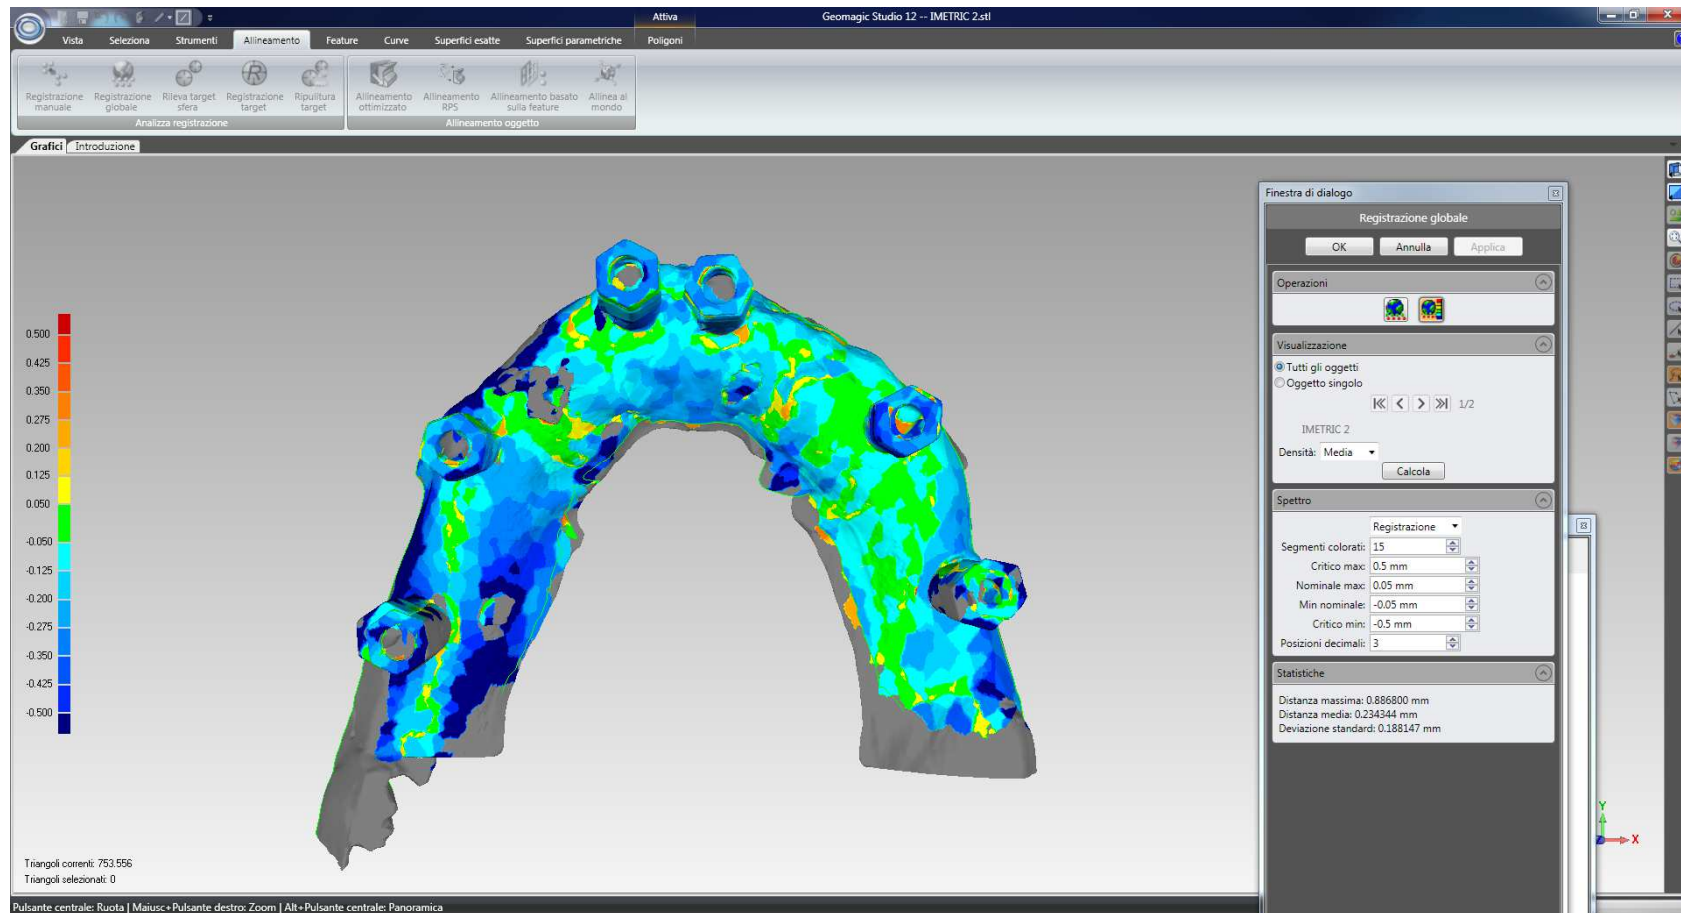 Geomagic Studio 12 -- IMETRIC 2.stl
Attiva
Vista Seleziona Strumenti Allineamento Feature Curve Superfici esatte Superfici parametriche Poligoni
Registrazione manuale
Registrazione globale
Rileva target sfera
Registrazione target
Ripulitura target
Analizza registrazione
Allineamento ottimizzato
Allineamento RPS
Allineamento basato sulla feature
Allinea al mondo
Allineamento oggetto
Grafici Introduzione
0.500
0.425
0.350
0.275
0.200
0.125
0.050
-0.050
-0.125
-0.200
-0.275
-0.350
-0.425
-0.500
Triangoli correnti: 753.556
Triangoli selezionati: 0
Finestra di dialogo
Registrazione globale
OK Annulla Applica
Operazioni
Visualizzazione
Tutti gli oggetti
Oggetto singolo
1/2
IMETRIC 2
Densità: Media
Calcola
Spettro
Registrazione
Segmenti colorati: 15
Critico max: 0.5 mm
Nominale max: 0.05 mm
Min nominale: -0.05 mm
Critico min: -0.5 mm
Posizioni decimali: 3
Statistiche
Distanza massima: 0.886800 mm
Distanza media: 0.234344 mm
Deviazione standard: 0.188147 mm
Y
X
Pulsante centrale: Ruota | Maiusc+Pulsante destro: Zoom | Alt+Pulsante centrale: Panoramica